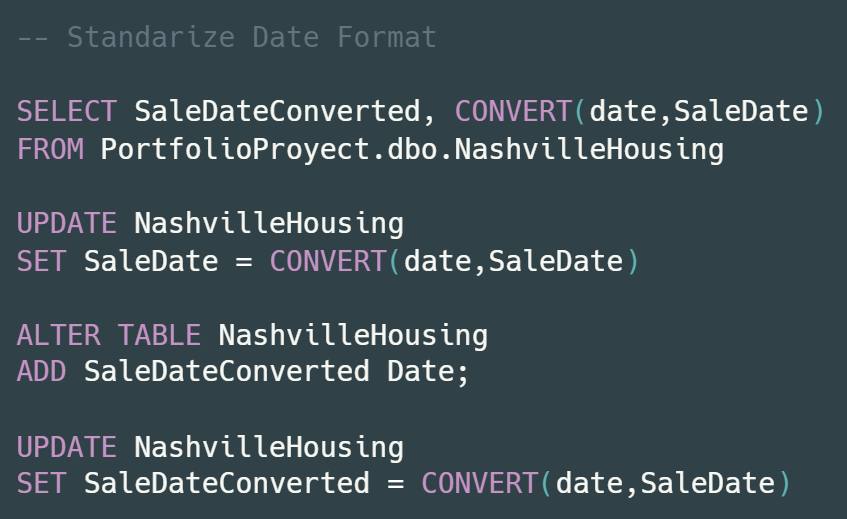 -- Standarize Date Format
SELECT SaleDateConverted, CONVERT(date,SaleDate)
FROM PortfolioProyect.dbo.NashvilleHousing
UPDATE NashvilleHousing
SET SaleDate = CONVERT(date,SaleDate)
ALTER TABLE NashvilleHousing
ADD SaleDateConverted Date;
UPDATE NashvilleHousing
SET SaleDateConverted = CONVERT(date,SaleDate)